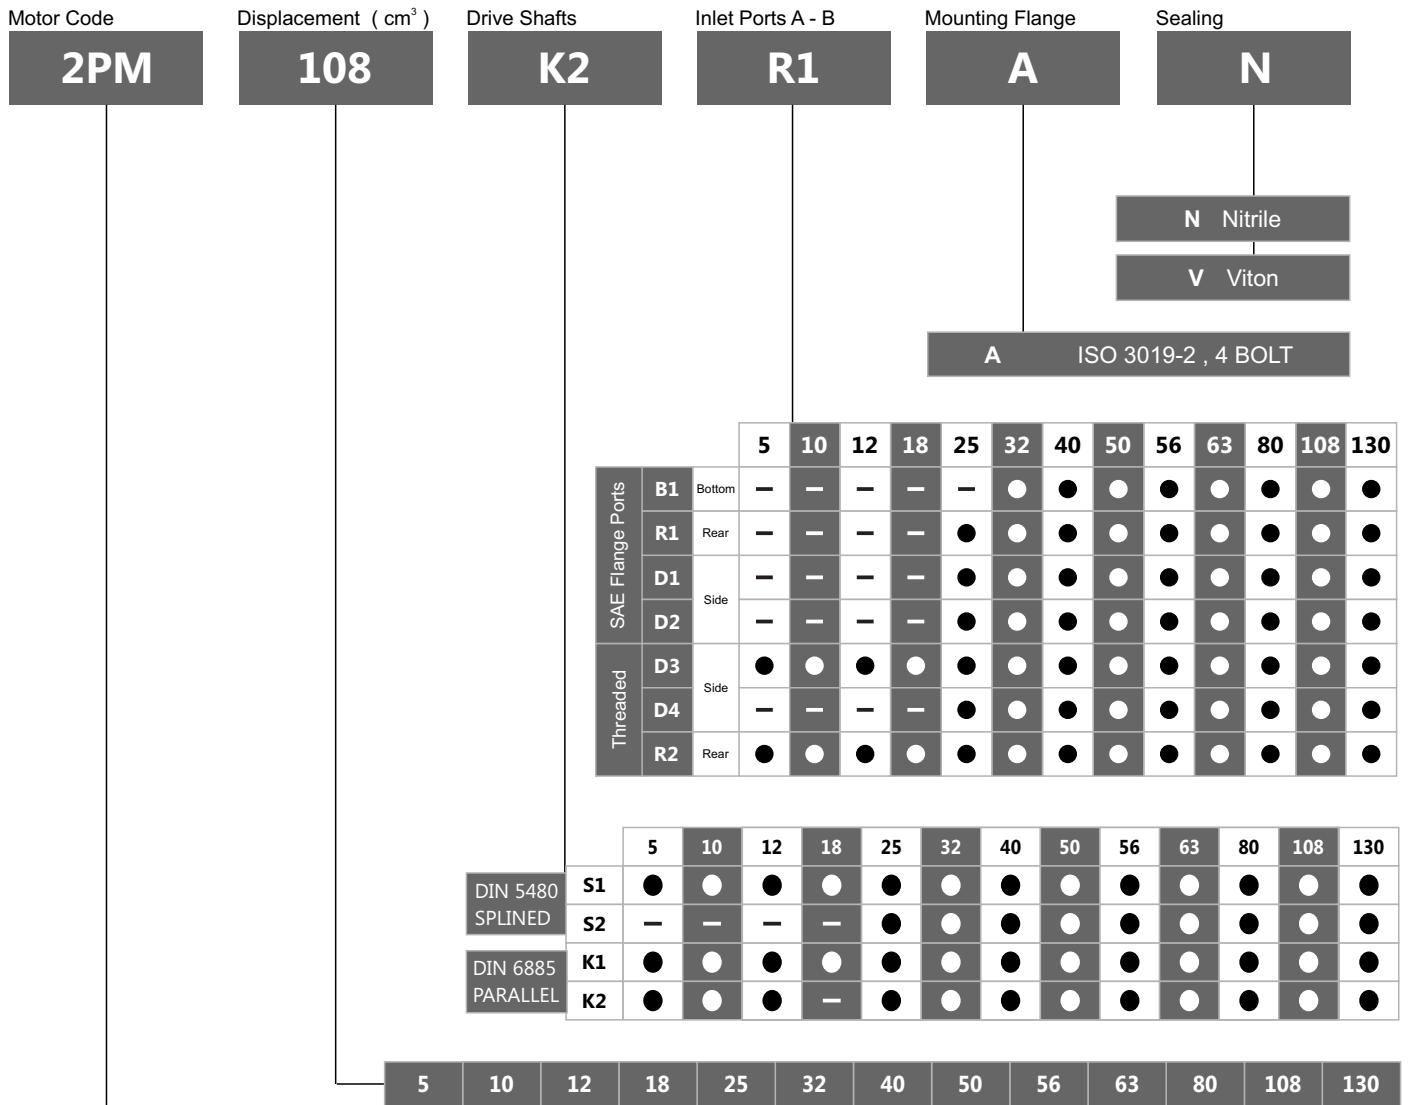 Motor Code Displacement ( cm³ ) Drive Shafts Inlet Ports A - B Mounting Flange Sealing
2PM 108 K2 R1 A N
N Nitrile
V Viton
A ISO 3019-2 , 4 BOLT
5 10 12 18 25 32 40 50 56 63 80 108 130
SAE Flange Ports
B1 Bottom – – – – – ● ● ● ● ● ● ● ●
R1 Rear – – – – ● ● ● ● ● ● ● ● ●
D1 – – – – ● ● ● ● ● ● ● ● ●
Side
D2 – – – – ● ● ● ● ● ● ● ● ●
Threaded
D3 ● ● ● ● ● ● ● ● ● ● ● ● ●
Side
D4 – – – – ● ● ● ● ● ● ● ● ●
R2 Rear ● ● ● ● ● ● ● ● ● ● ● ● ●
5 10 12 18 25 32 40 50 56 63 80 108 130
DIN 5480
SPLINED
S1 ● ● ● ● ● ● ● ● ● ● ● ● ●
S2 – – – – ● ● ● ● ● ● ● ● ●
DIN 6885
PARALLEL
K1 ● ● ● ● ● ● ● ● ● ● ● ● ●
K2 ● ● ● – ● ● ● ● ● ● ● ● ●
5 10 12 18 25 32 40 50 56 63 80 108 130